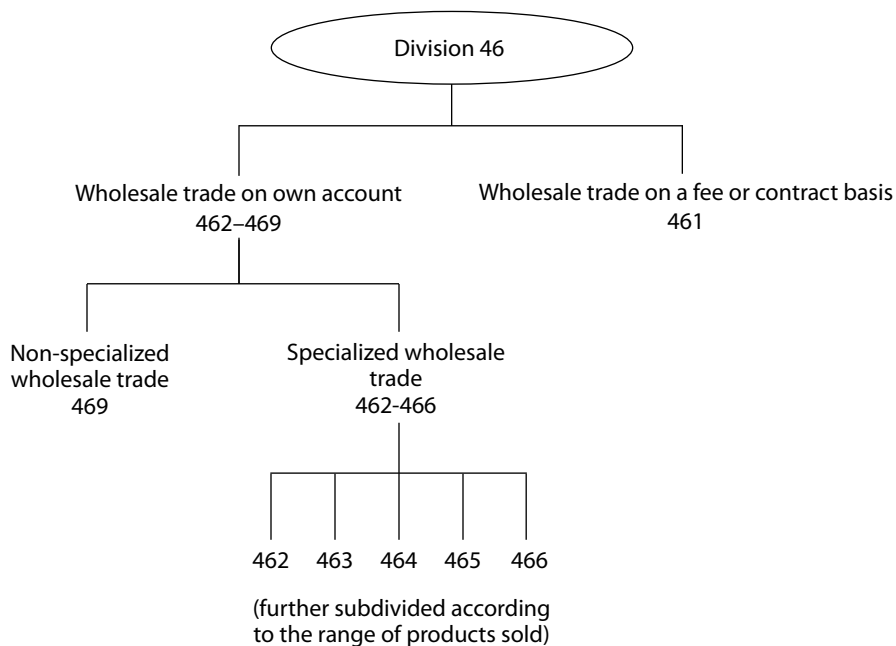 Division 46
Wholesale trade on own account
462–469
Wholesale trade on a fee or contract basis
461
Non-specialized
wholesale trade
469
Specialized wholesale
trade
462-466
462 463 464 465 466
(further subdivided according
to the range of products sold)